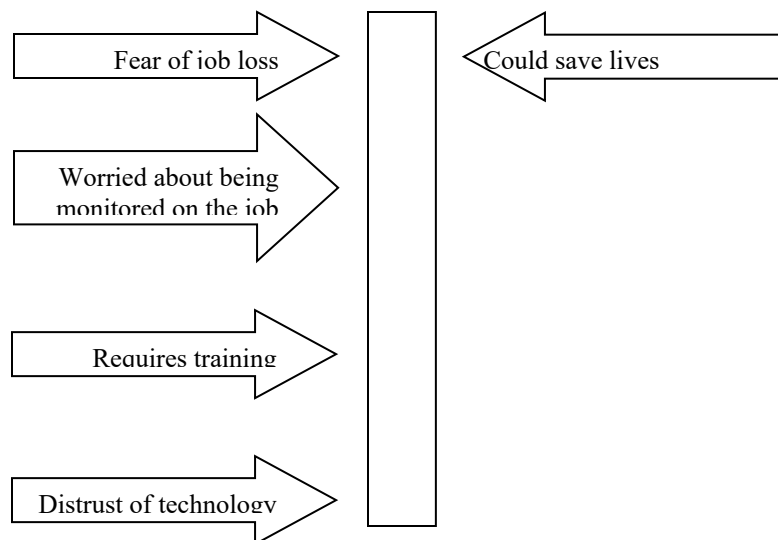 Fear of job loss
Could save lives
Worried about being
monitored on the job
Requires training
Distrust of technology